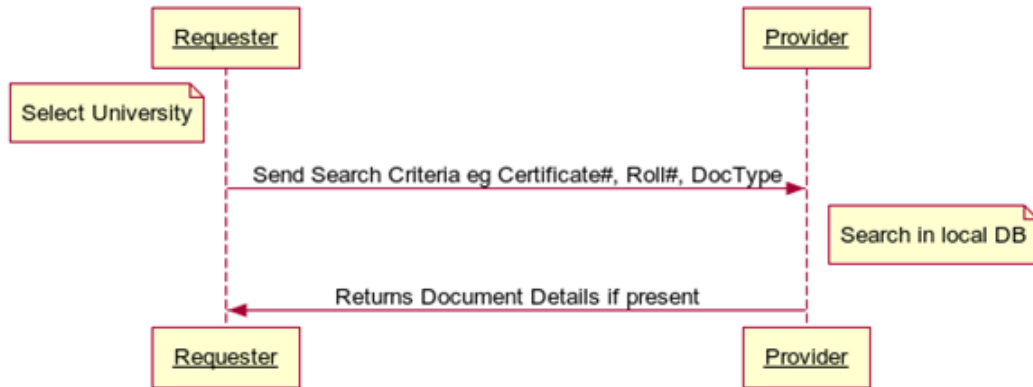 Requester
Provider
Select University
Send Search Criteria eg Certificate#, Roll#, DocType
Search in local DB
Returns Document Details if present
Requester
Provider